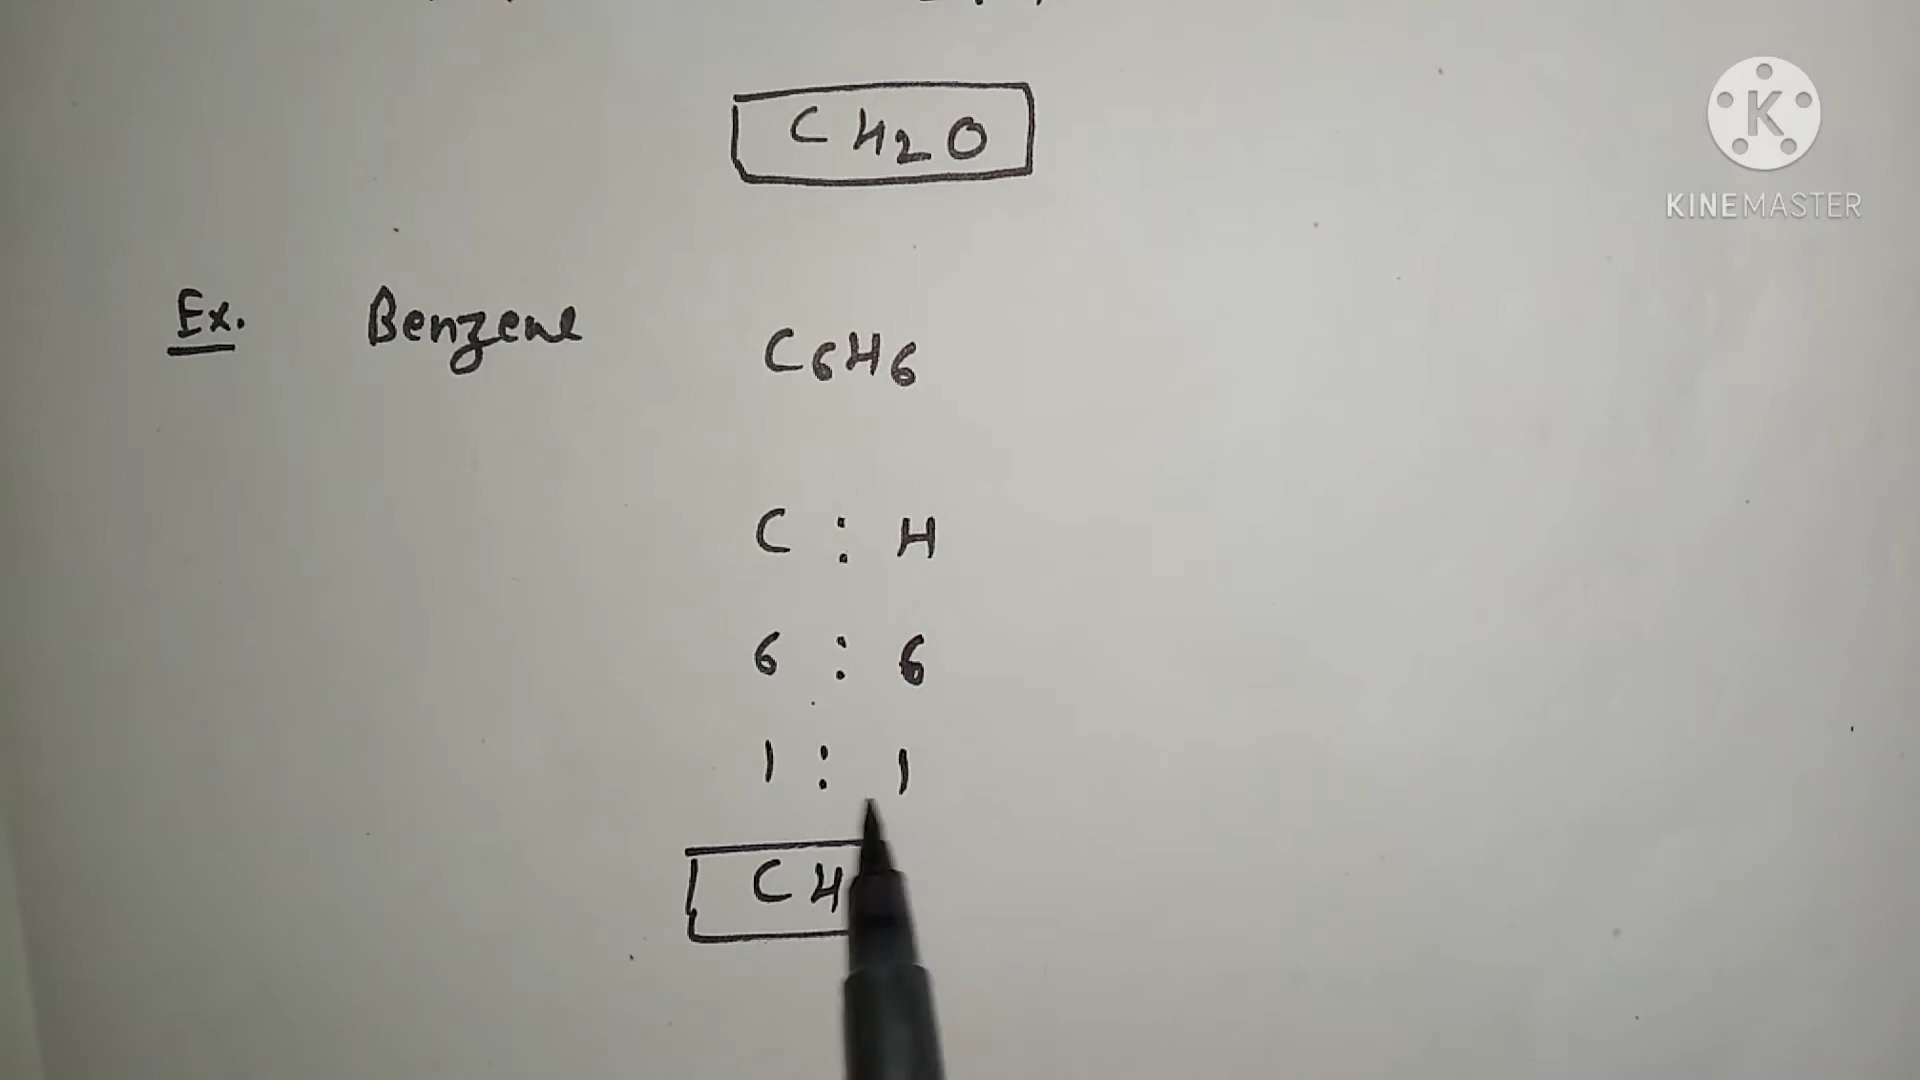 CH2O
K
KINEMASTER
Ex. Benzene C6H6
C : H
6 : 6
1 : 1
CH